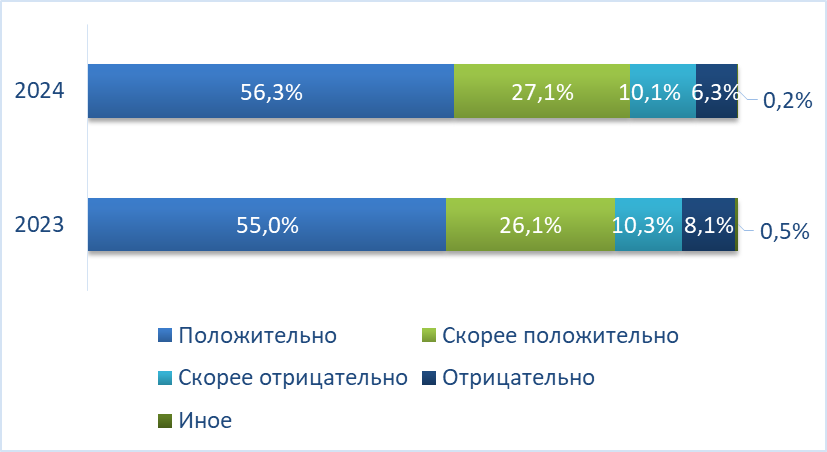 2024 56,3% 27,1% 10,1% 6,3% 0,2%
2023 55,0% 26,1% 10,3% 8,1% 0,5%
Положительно Скорее положительно
Скорее отрицательно Отрицательно
Иное